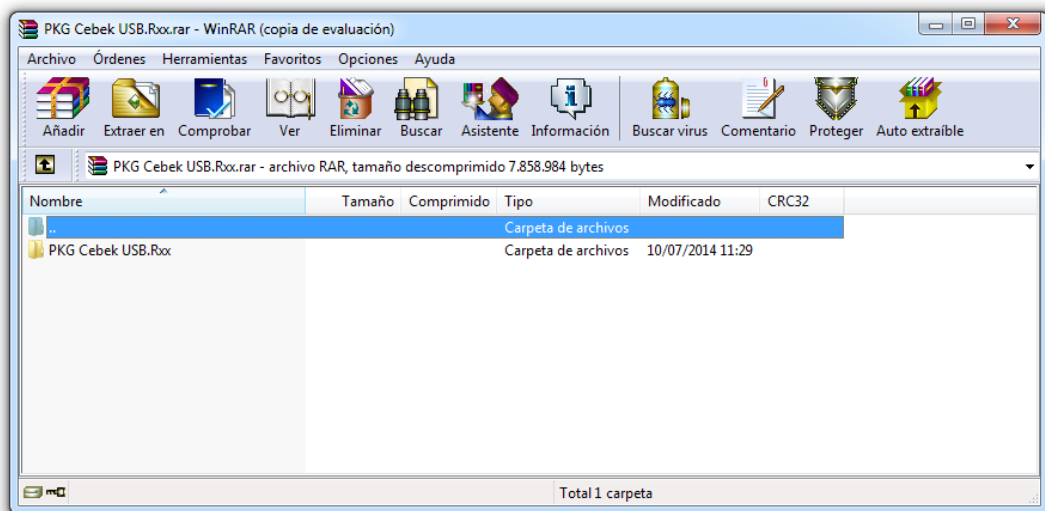 PKG Cebek USB.Rxx.rar - WinRAR (copia de evaluación)
Archivo Órdenes Herramientas Favoritos Opciones Ayuda
Añadir Extraer en Comprobar Ver Eliminar Buscar Asistente Información Buscar virus Comentario Proteger Auto extraíble
PKG Cebek USB.Rxx.rar - archivo RAR, tamaño descomprimido 7.858.984 bytes
Nombre Tamaño Comprimido Tipo Modificado CRC32
.. Carpeta de archivos
PKG Cebek USB.Rxx Carpeta de archivos 10/07/2014 11:29
Total 1 carpeta